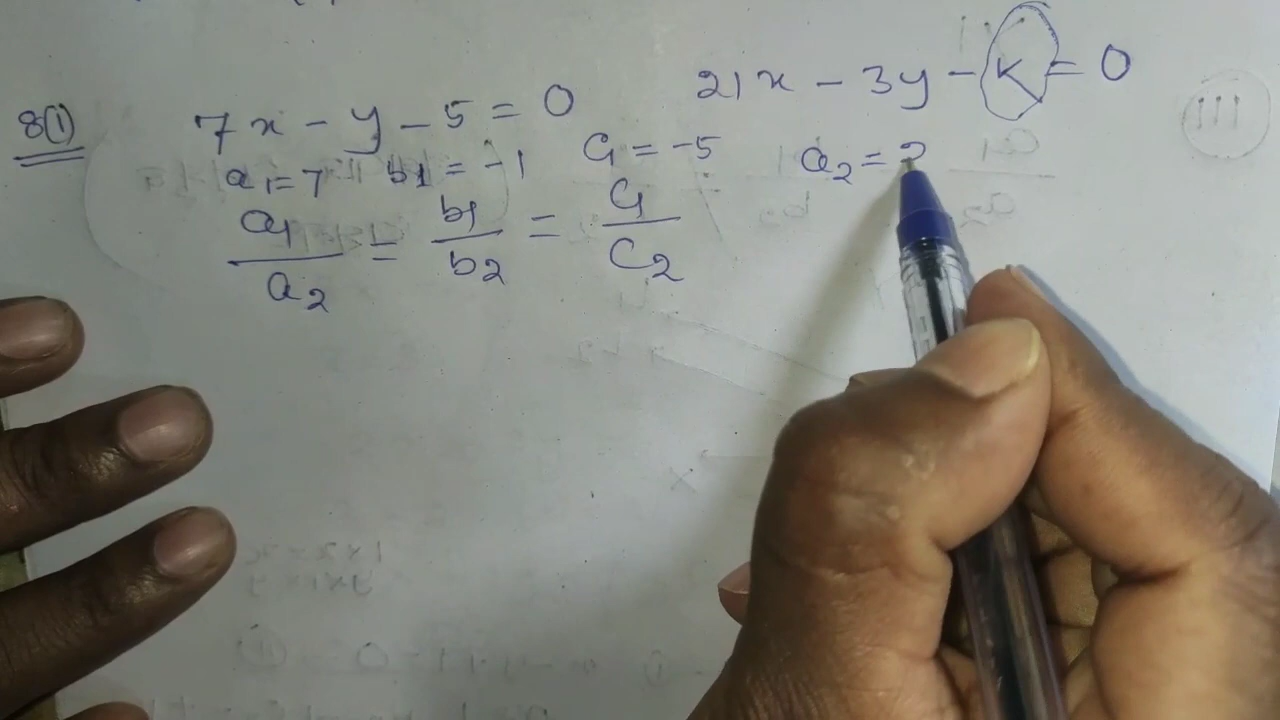 8(1) 7x - y - 5 = 0 21x - 3y - K = 0
a1 = 7 b1 = -1 C1 = -5 a2 = 2
a1/a2 = b1/b2 = C1/C2